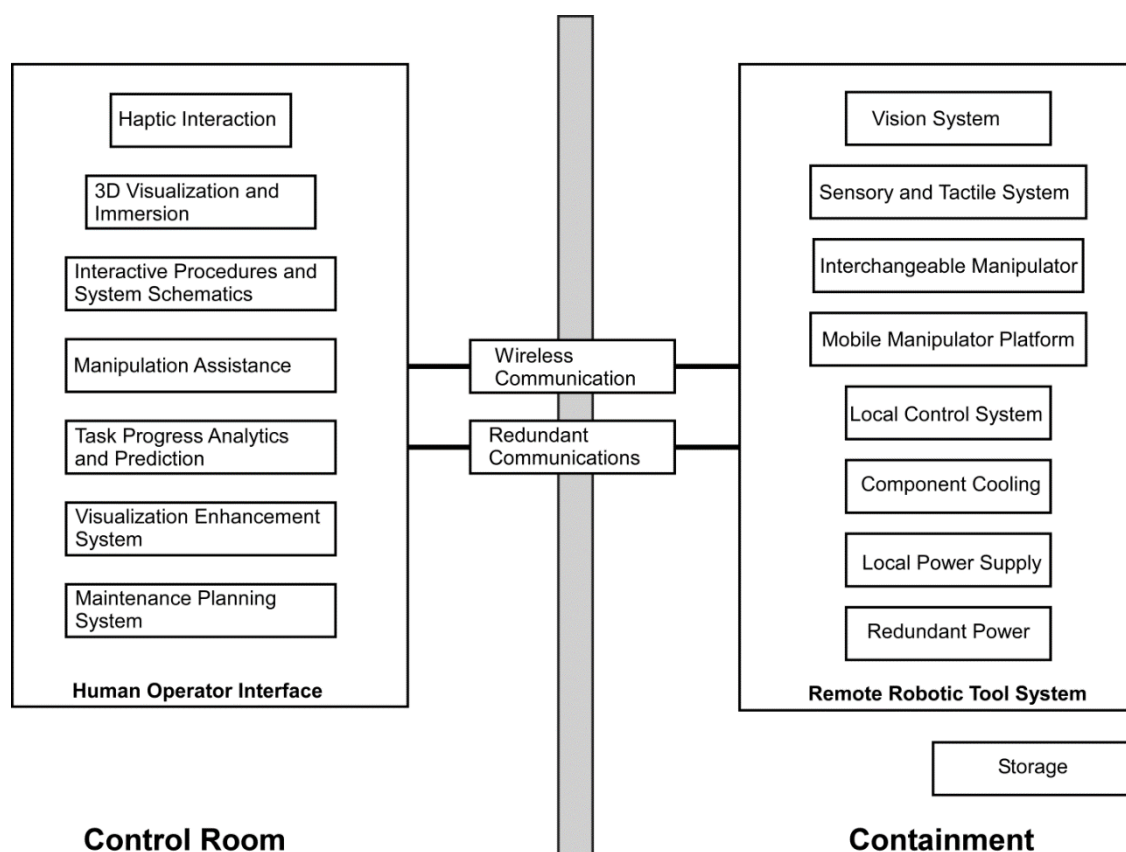 Haptic Interaction
3D Visualization and
Immersion
Interactive Procedures and
System Schematics
Manipulation Assistance
Task Progress Analytics
and Prediction
Visualization Enhancement
System
Maintenance Planning
System
Human Operator Interface
Control Room
Wireless
Communication
Redundant
Communications
Vision System
Sensory and Tactile System
Interchangeable Manipulator
Mobile Manipulator Platform
Local Control System
Component Cooling
Local Power Supply
Redundant Power
Remote Robotic Tool System
Storage
Containment